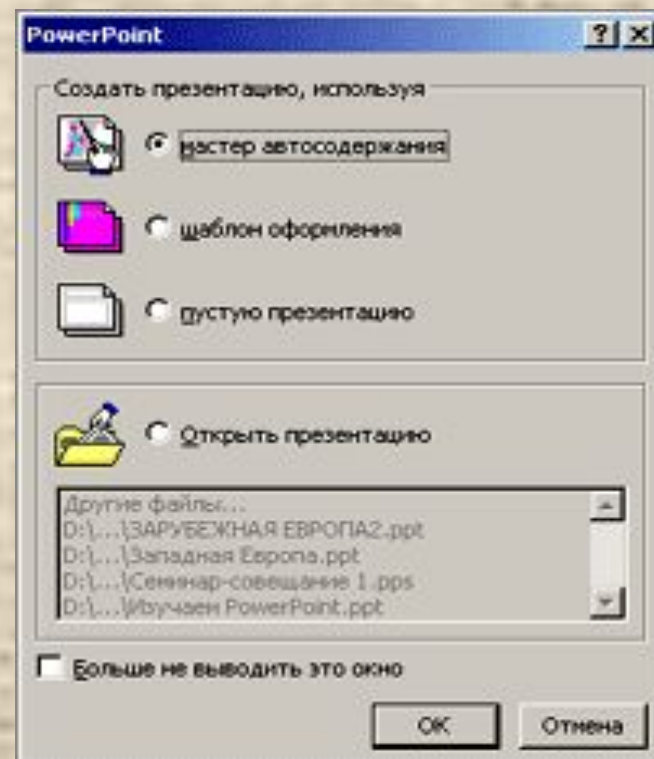 PowerPoint
Создать презентацию, используя
мастер автосодержания
шаблон оформления
пустую презентацию
Открыть презентацию
Другие файлы...
D:\...\ЗАРУБЕЖНАЯ ЕВРОПА2.ppt
D:\...\Западная Европа.ppt
D:\...\Семинар-совещание 1.pps
D:\...\Изучаем PowerPoint.ppt
Больше не выводить это окно
ОК Отмена